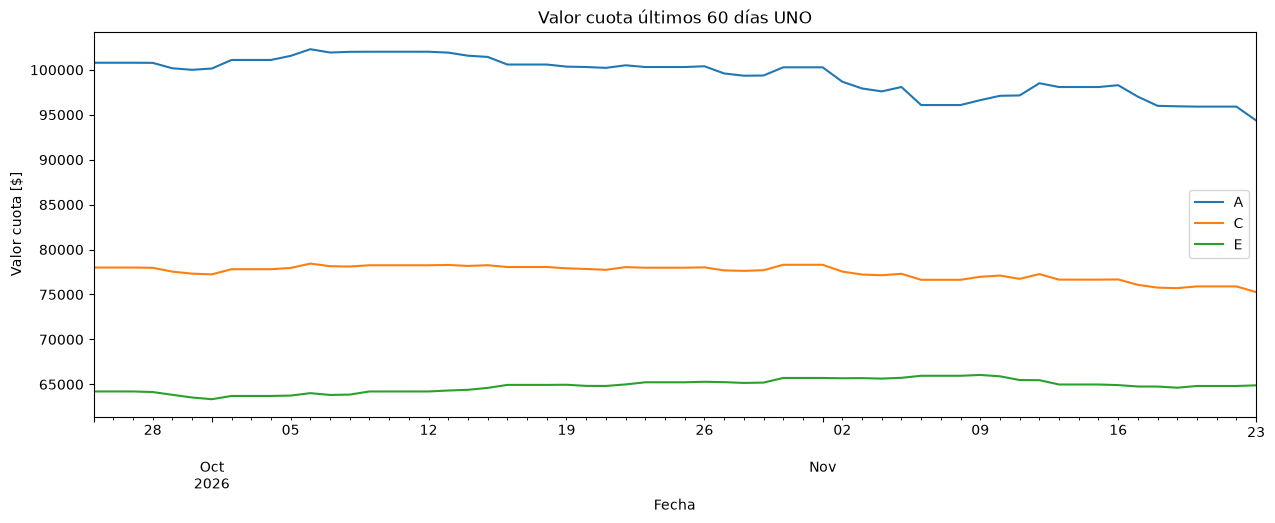 Valor cuota últimos 60 días UNO
Valor cuota [$]
100000
95000
90000
85000
80000
75000
70000
65000
A
C
E
28 05 12 19 26 02 09 16 23
Oct Nov
2026
Fecha